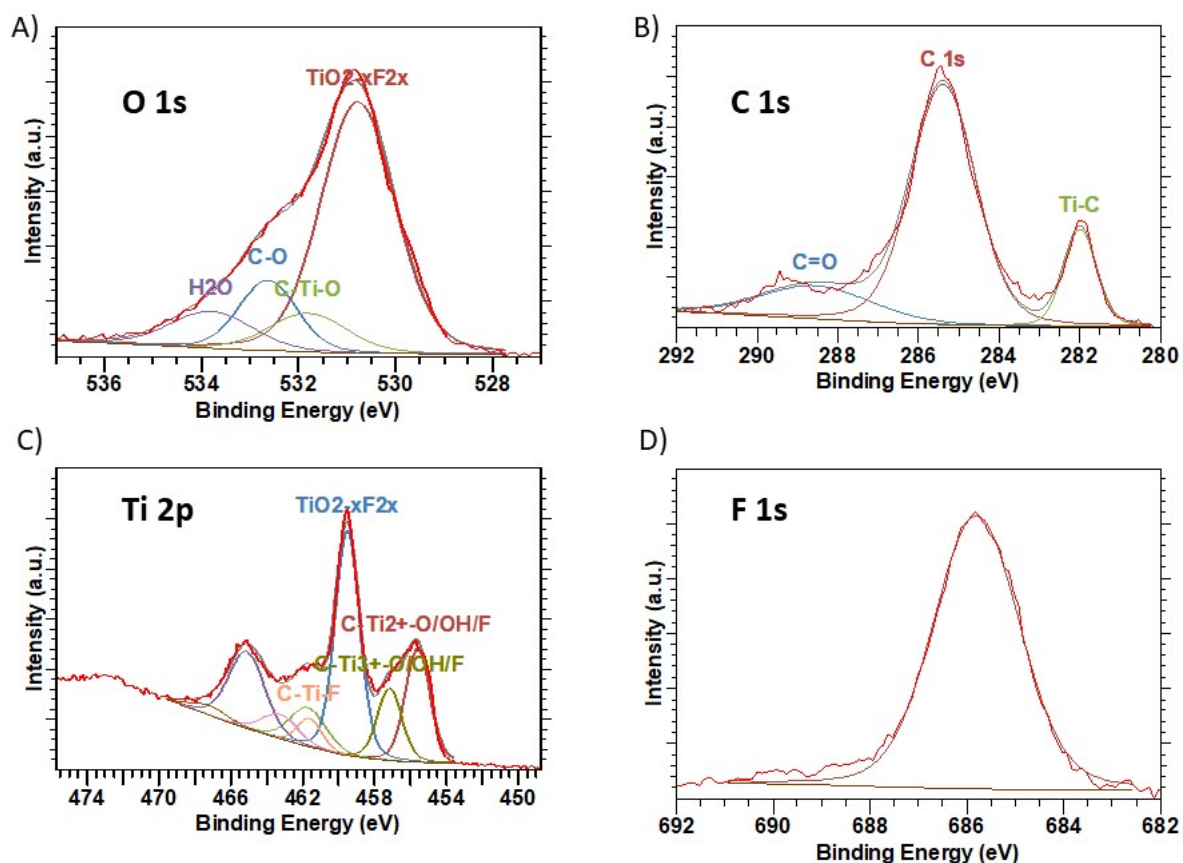 A)
O 1s
TiO2-xF2x
C-O
H2O
C-Ti-O
Intensity (a.u.)
536 534 532 530 528
Binding Energy (eV)
B)
C 1s
C 1s
Ti-C
C=O
Intensity (a.u.)
292 290 288 286 284 282 280
Binding Energy (eV)
C)
Ti 2p
TiO2-xF2x
C-Ti2+-O/OH/F
C-Ti3+-O/OH/F
C-Ti-F
Intensity (a.u.)
474 470 466 462 458 454 450
Binding Energy (eV)
D)
F 1s
Intensity (a.u.)
692 690 688 686 684 682
Binding Energy (eV)